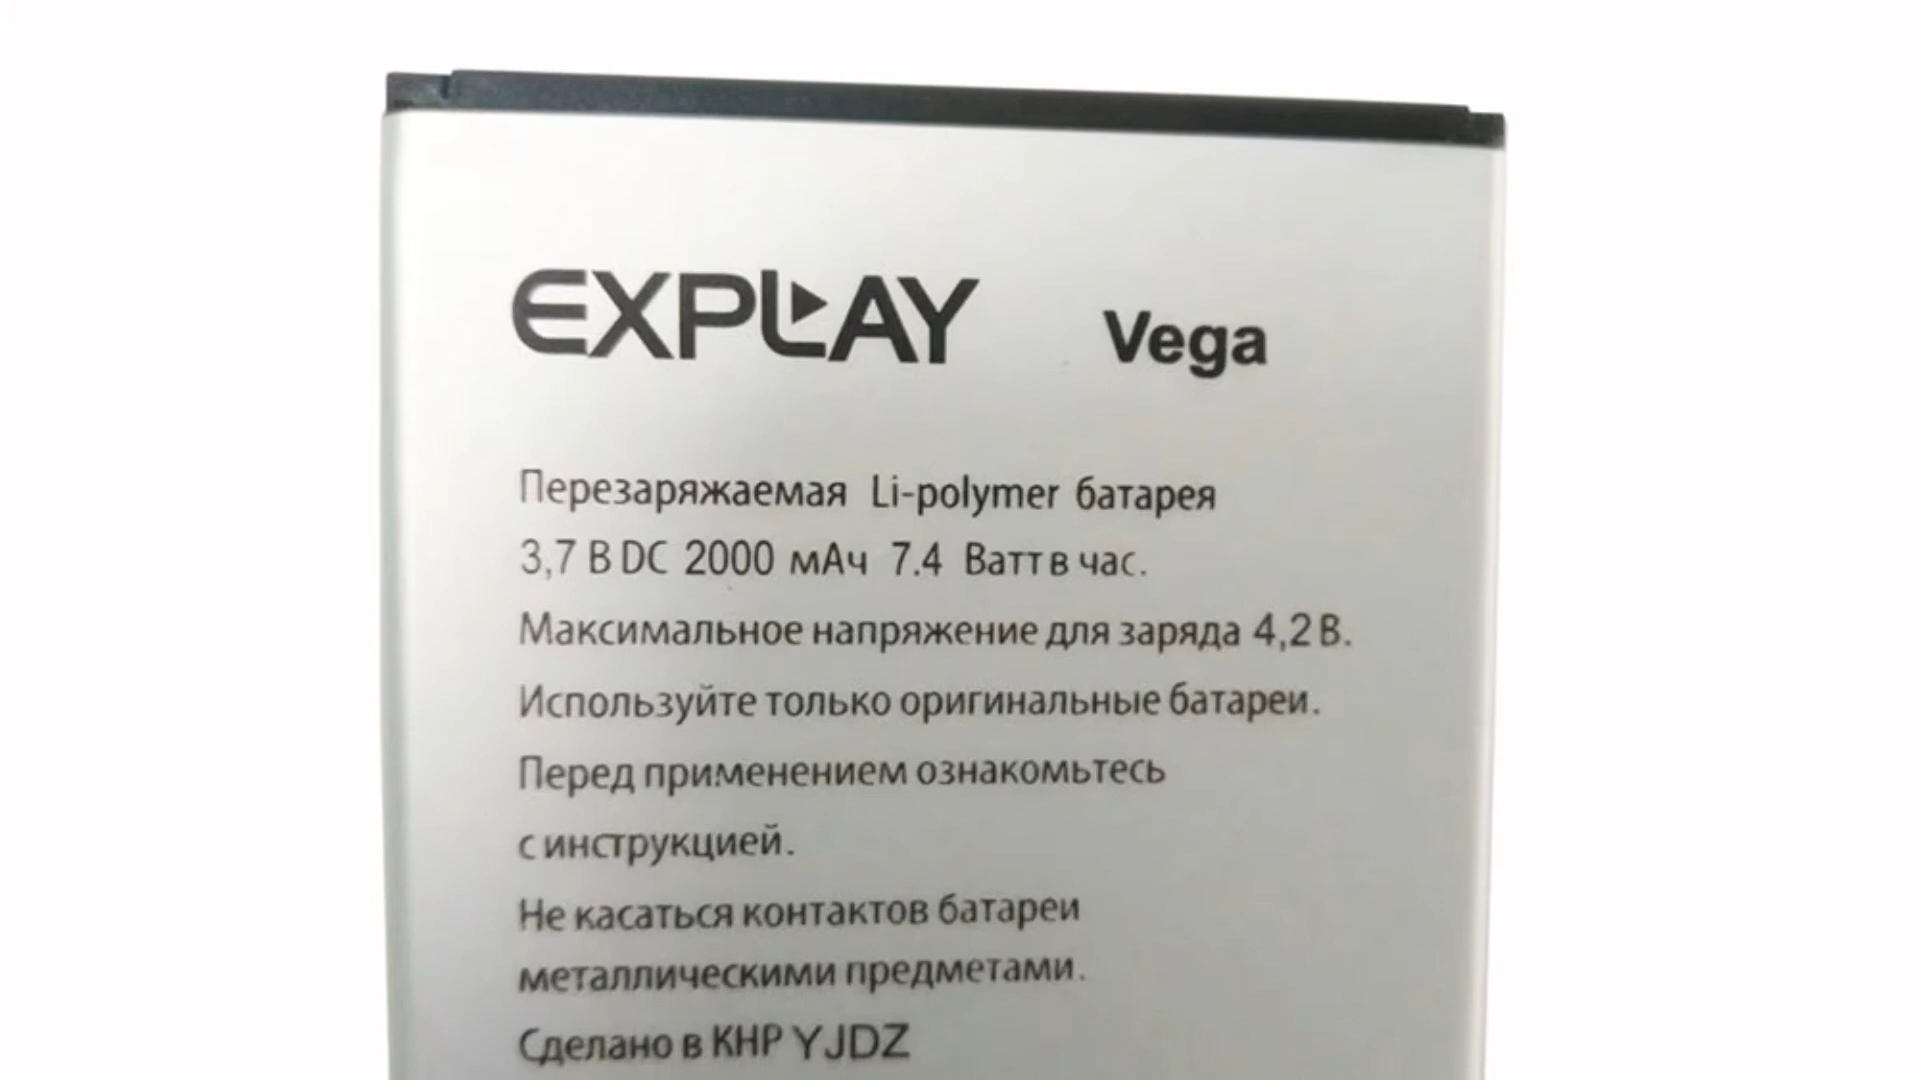 EXPLAY Vega
Перезаряжаемая Li-polymer батарея
3,7 В DC 2000 мАч 7.4 Ватт в час.
Максимальное напряжение для заряда 4,2 В.
Используйте только оригинальные батареи.
Перед применением ознакомьтесь
с инструкцией.
Не касаться контактов батареи
металлическими предметами.
Сделано в КНР YJDZ